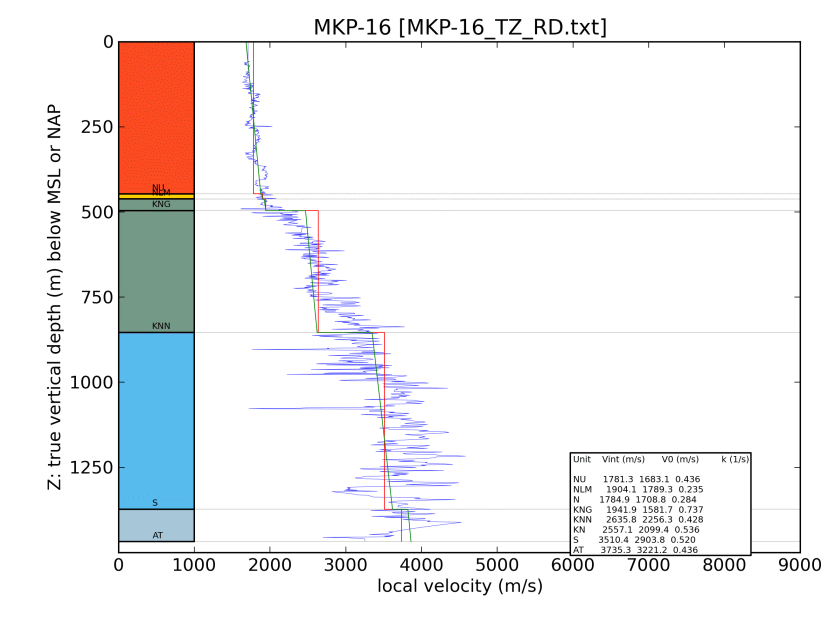 MKP-16 [MKP-16_TZ_RD.txt]
Z: true vertical depth (m) below MSL or NAP
0
250
500
750
1000
1250
NU
NLM
KNG
KNN
S
AT
Unit Vint (m/s) V0 (m/s) k (1/s)
NU 1781.3 1683.1 0.436
NLM 1904.1 1789.3 0.235
N 1784.9 1708.8 0.284
KNG 1941.9 1581.7 0.737
KNN 2635.8 2256.3 0.428
KN 2557.1 2099.4 0.536
S 3510.4 2903.8 0.520
AT 3735.3 3221.2 0.436
0 1000 2000 3000 4000 5000 6000 7000 8000 9000
local velocity (m/s)